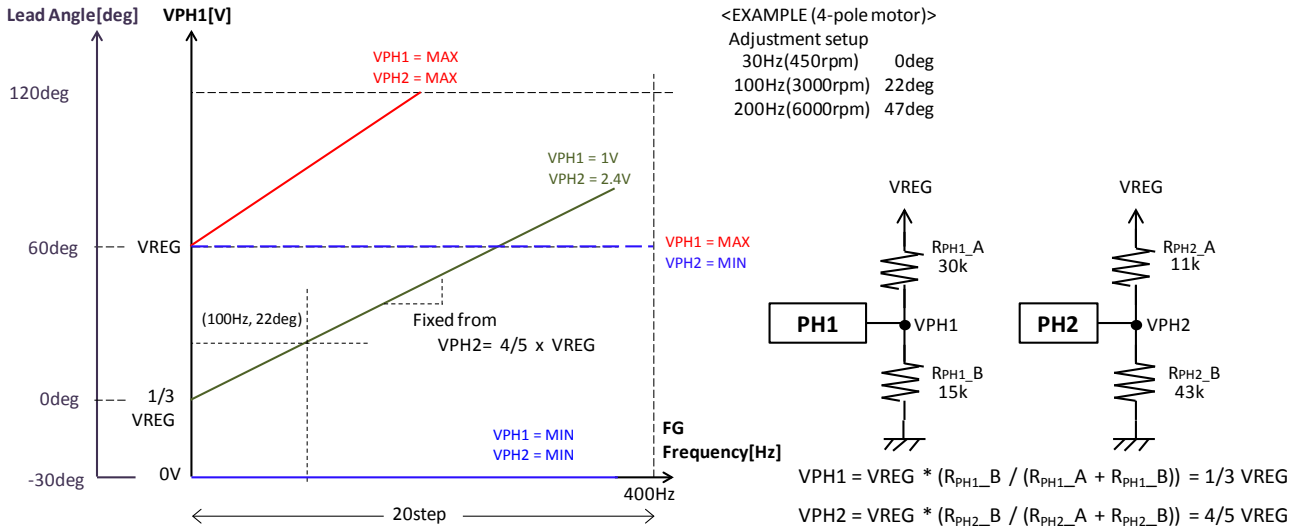 Lead Angle[deg]
VPH1[V]
120deg
60deg
0deg
-30deg
VREG
1/3
VREG
0V
VPH1 = MAX
VPH2 = MAX
VPH1 = 1V
VPH2 = 2.4V
VPH1 = MAX
VPH2 = MIN
(100Hz, 22deg)
Fixed from
VPH2= 4/5 x VREG
VPH1 = MIN
VPH2 = MIN
FG
Frequency[Hz]
400Hz
20step
<EXAMPLE (4-pole motor)>
Adjustment setup
30Hz(450rpm) 0deg
100Hz(3000rpm) 22deg
200Hz(6000rpm) 47deg
VREG
RPH1_A
30k
PH1
VPH1
RPH1_B
15k
VREG
RPH2_A
11k
PH2
VPH2
RPH2_B
43k
VPH1 = VREG * (RPH1_B / (RPH1_A + RPH1_B)) = 1/3 VREG
VPH2 = VREG * (RPH2_B / (RPH2_A + RPH2_B)) = 4/5 VREG